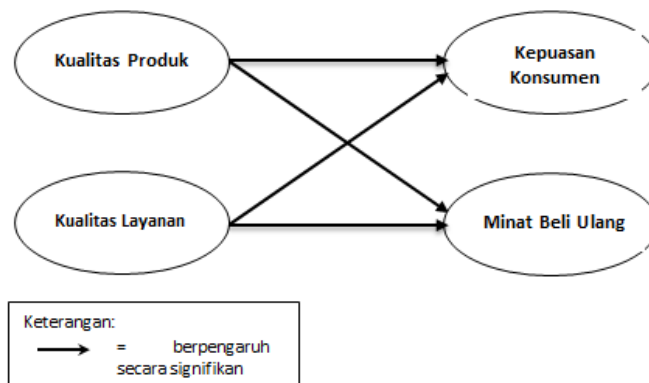 Kualitas Produk
Kepuasan
Konsumen
Kualitas Layanan
Minat Beli Ulang
Keterangan:
= berpengaruh
secara signifikan